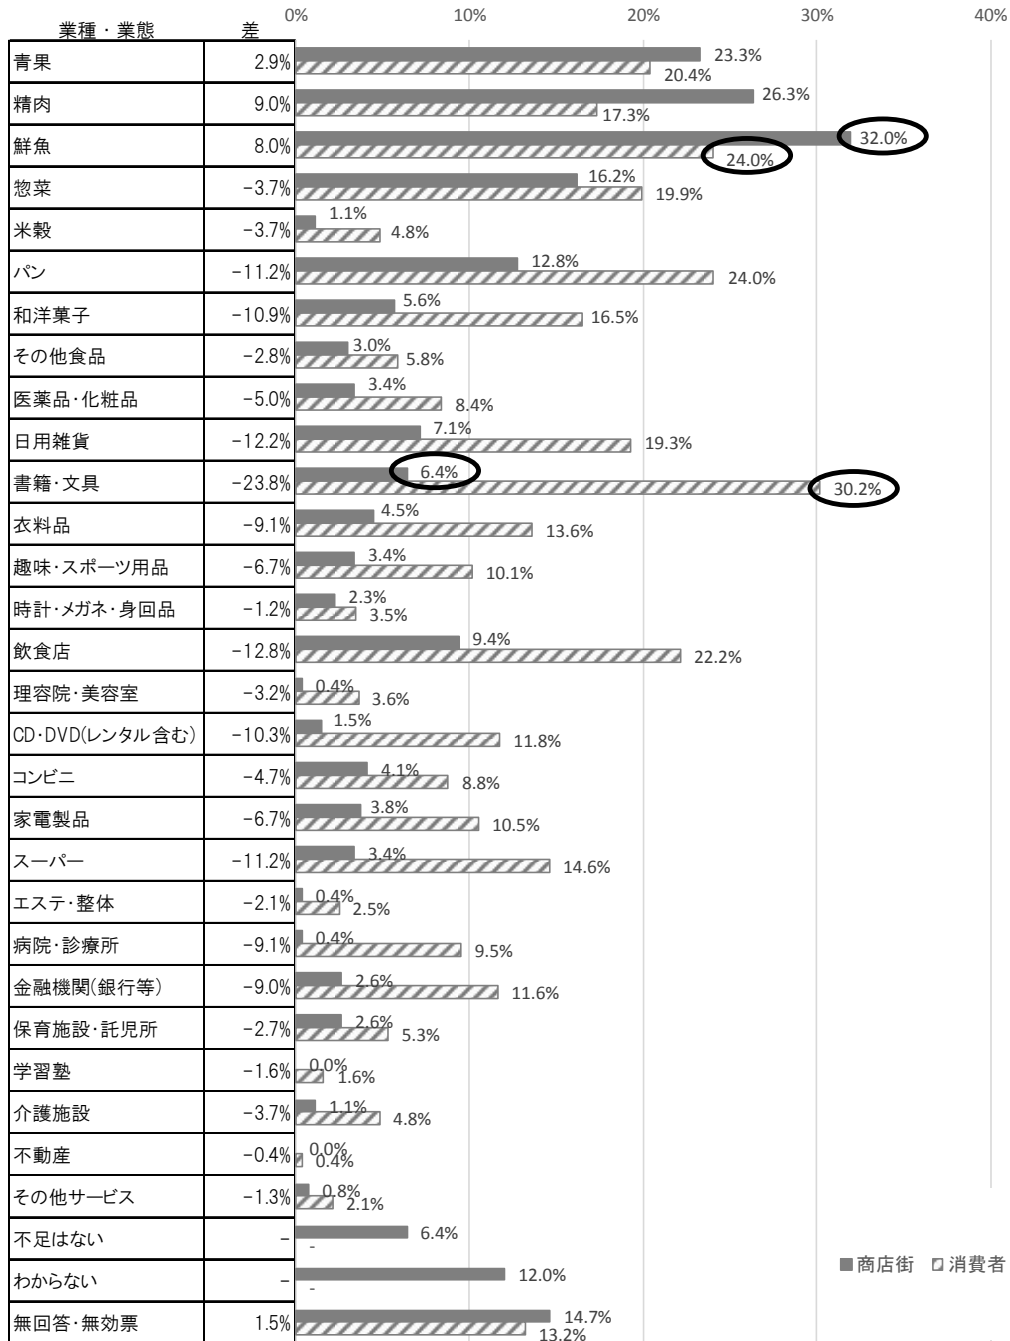 0% 10% 20% 30% 40%
業種・業態 差
青果 2.9% 23.3%
20.4%
精肉 9.0% 26.3%
17.3%
鮮魚 8.0% 32.0%
24.0%
惣菜 -3.7% 16.2%
19.9%
米穀 -3.7% 1.1%
4.8%
パン -11.2% 12.8%
24.0%
和洋菓子 -10.9% 5.6%
16.5%
その他食品 -2.8% 3.0%
5.8%
医薬品・化粧品 -5.0% 3.4%
8.4%
日用雑貨 -12.2% 7.1%
19.3%
書籍・文具 -23.8% 6.4%
30.2%
衣料品 -9.1% 4.5%
13.6%
趣味・スポーツ用品 -6.7% 3.4%
10.1%
時計・メガネ・身回品 -1.2% 2.3%
3.5%
飲食店 -12.8% 9.4%
22.2%
理容院・美容室 -3.2% 0.4%
3.6%
CD・DVD(レンタル含む) -10.3% 1.5%
11.8%
コンビニ -4.7% 4.1%
8.8%
家電製品 -6.7% 3.8%
10.5%
スーパー -11.2% 3.4%
14.6%
エステ・整体 -2.1% 0.4%
2.5%
病院・診療所 -9.1% 0.4%
9.5%
金融機関(銀行等) -9.0% 2.6%
11.6%
保育施設・託児所 -2.7% 2.6%
5.3%
学習塾 -1.6% 0.0%
1.6%
介護施設 -3.7% 1.1%
4.8%
不動産 -0.4% 0.0%
0.4%
その他サービス -1.3% 0.8%
2.1%
不足はない - 6.4%
-
商店街 消費者
わからない - 12.0%
-
無回答・無効票 1.5% 14.7%
13.2%